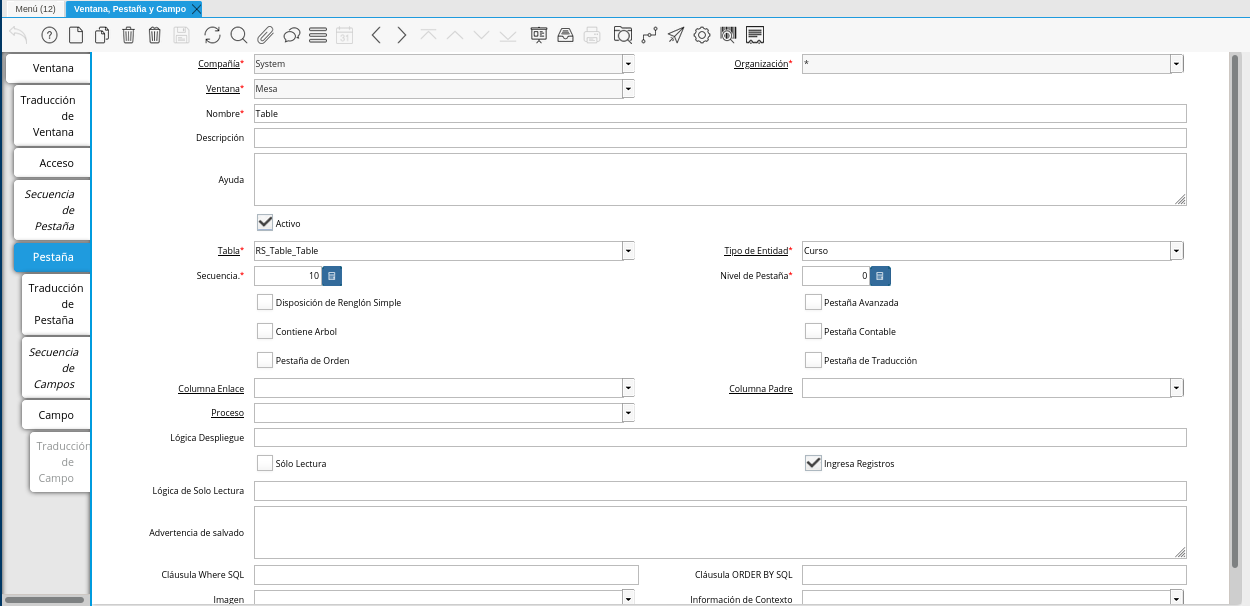 Menú (12)
Ventana, Pestaña y Campo
31
Ventana
Traducción
de
Ventana
Acceso
Secuencia
de
Pestaña
Pestaña
Traducción
de
Pestaña
Secuencia
de
Campos
Campo
Traducción
de
Campo
Compañía* System Organización* *
Ventana* Mesa
Nombre* Table
Descripción
Ayuda
Activo
Tabla* RS_Table_Table Tipo de Entidad* Curso
Secuencia.* 10 Nivel de Pestaña* 0
Disposición de Renglón Simple Pestaña Avanzada
Contiene Arbol Pestaña Contable
Pestaña de Orden Pestaña de Traducción
Columna Enlace Columna Padre
Proceso
Lógica Despliegue
Sólo Lectura Ingresa Registros
Lógica de Solo Lectura
Advertencia de salvado
Cláusula Where SQL Cláusula ORDER BY SQL
Imagen Información de Contexto